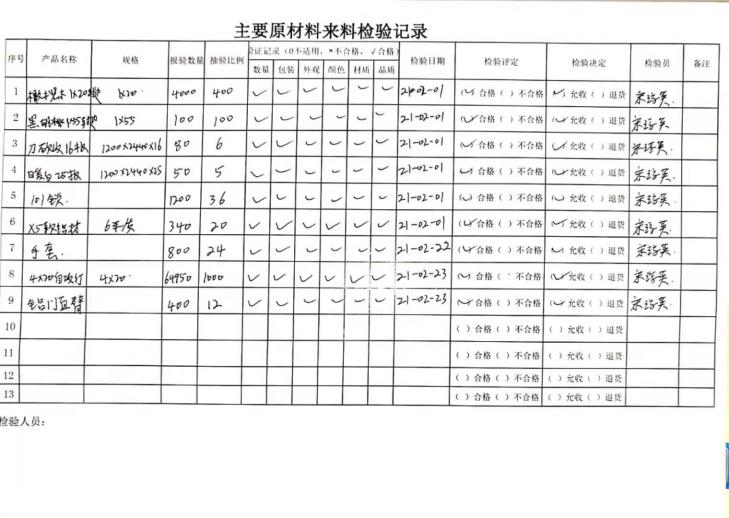 主要原材料来料检验记录
序号 产品名称 规格 报验数量 抽验比例 验证记录（0不适用，×不合格，√合格） 检验日期 检验评定 检验决定 检验员 备注
数量 包装 外观 颜色 材质 品质
1 1X20 1X20 4000 400 ✓ ✓ ✓ ✓ ✓ ✓ 21-02-01 (✓) 合格 ( ) 不合格 (✓) 允收 ( ) 退货
2 1X55 100 100 ✓ ✓ ✓ ✓ ✓ ✓ 21-02-01 (✓) 合格 ( ) 不合格 (✓) 允收 ( ) 退货
3 1200X2440X16 80 6 ✓ ✓ ✓ ✓ ✓ ✓ 21-02-01 (✓) 合格 ( ) 不合格 (✓) 允收 ( ) 退货
4 1200X2440X25 50 5 ✓ ✓ ✓ ✓ ✓ ✓ 21-02-01 (✓) 合格 ( ) 不合格 (✓) 允收 ( ) 退货
5 101锁 1200 36 ✓ ✓ ✓ ✓ ✓ ✓ 21-02-01 (✓) 合格 ( ) 不合格 (✓) 允收 ( ) 退货
6 6米/支 340 20 ✓ ✓ ✓ ✓ ✓ ✓ 21-02-01 (✓) 合格 ( ) 不合格 (✓) 允收 ( ) 退货
7 手套 800 24 ✓ ✓ ✓ ✓ ✓ ✓ 21-02-22 (✓) 合格 ( ) 不合格 (✓) 允收 ( ) 退货
8 4X20自攻钉 4X20 64950 1000 ✓ ✓ ✓ ✓ ✓ ✓ 21-02-23 (✓) 合格 ( ) 不合格 (✓) 允收 ( ) 退货
9 400 12 ✓ ✓ ✓ ✓ ✓ ✓ 21-02-23 (✓) 合格 ( ) 不合格 (✓) 允收 ( ) 退货
10 ( ) 合格 ( ) 不合格 ( ) 允收 ( ) 退货
11 ( ) 合格 ( ) 不合格 ( ) 允收 ( ) 退货
12 ( ) 合格 ( ) 不合格 ( ) 允收 ( ) 退货
13 ( ) 合格 ( ) 不合格 ( ) 允收 ( ) 退货
检验人员：